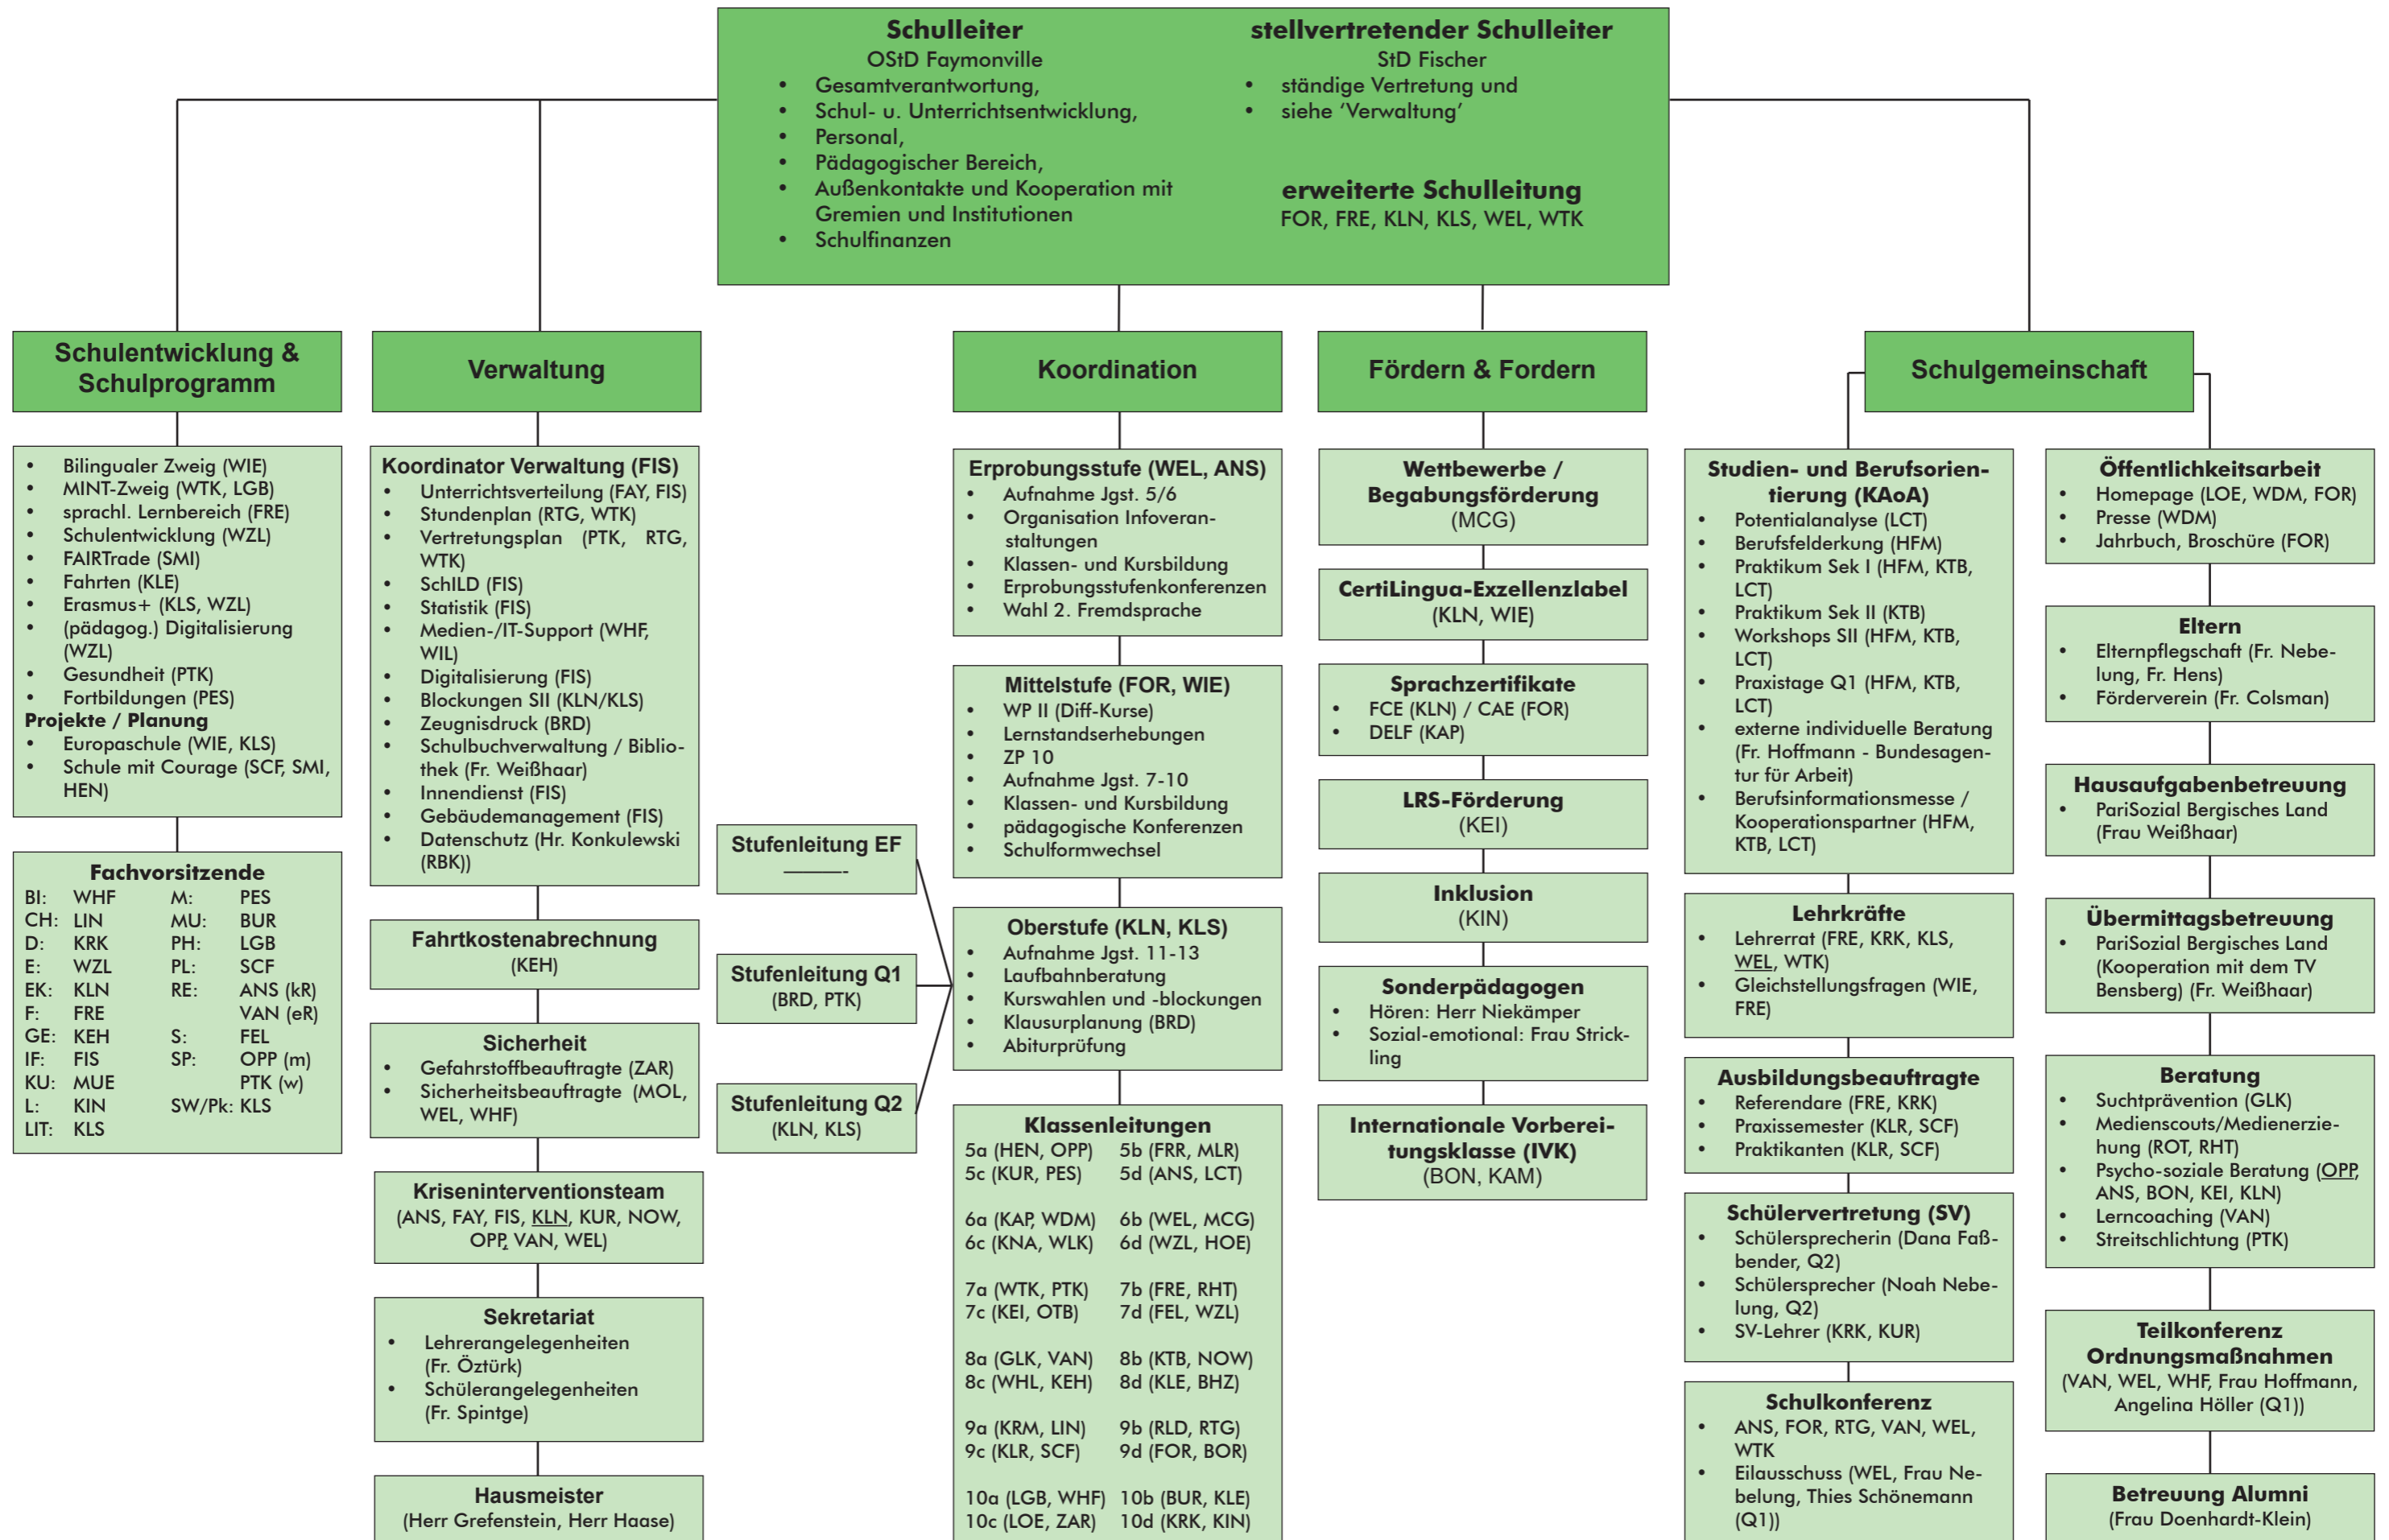 Schulleiter
OStD Faymonville
• Gesamtverantwortung,
• Schul- u. Unterrichtsentwicklung,
• Personal,
• Pädagogischer Bereich,
• Außenkontakte und Kooperation mit
Gremien und Institutionen
• Schulfinanzen
stellvertretender Schulleiter
StD Fischer
• ständige Vertretung und
• siehe ‘Verwaltung’
erweiterte Schulleitung
FOR, FRE, KLN, KLS, WEL, WTK
Schulentwicklung &
Schulprogramm
• Bilingualer Zweig (WIE)
• MINT-Zweig (WTK, LGB)
• sprachl. Lernbereich (FRE)
• Schulentwicklung (WZL)
• FAIRTrade (SMI)
• Fahrten (KLE)
• Erasmus+ (KLS, WZL)
• (pädagog.) Digitalisierung
(WZL)
• Gesundheit (PTK)
• Fortbildungen (PES)
Projekte / Planung
• Europaschule (WIE, KLS)
• Schule mit Courage (SCF, SMI,
HEN)
Fachvorsitzende
BI: WHF M: PES
CH: LIN MU: BUR
D: KRK PH: LGB
E: WZL PL: SCF
EK: KLN RE: ANS (kR)
F: FRE VAN (eR)
GE: KEH S: FEL
IF: FIS SP: OPP (m)
KU: MUE PTK (w)
L: KIN SW/Pk: KLS
LIT: KLS
Verwaltung
Koordinator Verwaltung (FIS)
• Unterrichtsverteilung (FAY, FIS)
• Stundenplan (RTG, WTK)
• Vertretungsplan (PTK, RTG,
WTK)
• SchILD (FIS)
• Statistik (FIS)
• Medien-/IT-Support (WHF,
WIL)
• Digitalisierung (FIS)
• Blockungen SII (KLN/KLS)
• Zeugnisdruck (BRD)
• Schulbuchverwaltung / Biblio-
thek (Fr. Weißhaar)
• Innendienst (FIS)
• Gebäudemanagement (FIS)
• Datenschutz (Hr. Konkulewski
(RBK))
Fahrtkostenabrechnung
(KEH)
Sicherheit
• Gefahrstoffbeauftragte (ZAR)
• Sicherheitsbeauftragte (MOL,
WEL, WHF)
Kriseninterventionsteam
(ANS, FAY, FIS, KLN, KUR, NOW,
OPP, VAN, WEL)
Sekretariat
• Lehrerangelegenheiten
(Fr. Öztürk)
• Schülerangelegenheiten
(Fr. Spintge)
Hausmeister
(Herr Grefenstein, Herr Haase)
Stufenleitung EF
———-
Stufenleitung Q1
(BRD, PTK)
Stufenleitung Q2
(KLN, KLS)
Koordination
Erprobungsstufe (WEL, ANS)
• Aufnahme Jgst. 5/6
• Organisation Infoveran-
staltungen
• Klassen- und Kursbildung
• Erprobungsstufenkonferenzen
• Wahl 2. Fremdsprache
Mittelstufe (FOR, WIE)
• WP II (Diff-Kurse)
• Lernstandserhebungen
• ZP 10
• Aufnahme Jgst. 7-10
• Klassen- und Kursbildung
• pädagogische Konferenzen
• Schulformwechsel
Oberstufe (KLN, KLS)
• Aufnahme Jgst. 11-13
• Laufbahnberatung
• Kurswahlen und -blockungen
• Klausurplanung (BRD)
• Abiturprüfung
Klassenleitungen
5a (HEN, OPP) 5b (FRR, MLR)
5c (KUR, PES) 5d (ANS, LCT)
6a (KAP, WDM) 6b (WEL, MCG)
6c (KNA, WLK) 6d (WZL, HOE)
7a (WTK, PTK) 7b (FRE, RHT)
7c (KEI, OTB) 7d (FEL, WZL)
8a (GLK, VAN) 8b (KTB, NOW)
8c (WHL, KEH) 8d (KLE, BHZ)
9a (KRM, LIN) 9b (RLD, RTG)
9c (KLR, SCF) 9d (FOR, BOR)
10a (LGB, WHF) 10b (BUR, KLE)
10c (LOE, ZAR) 10d (KRK, KIN)
Fördern & Fordern
Wettbewerbe /
Begabungsförderung
(MCG)
CertiLingua-Exzellenzlabel
(KLN, WIE)
Sprachzertifikate
• FCE (KLN) / CAE (FOR)
• DELF (KAP)
LRS-Förderung
(KEI)
Inklusion
(KIN)
Sonderpädagogen
• Hören: Herr Niekämper
• Sozial-emotional: Frau Strick-
ling
Internationale Vorberei-
tungsklasse (IVK)
(BON, KAM)
Schulgemeinschaft
Studien- und Berufsorien-
tierung (KAoA)
• Potentialanalyse (LCT)
• Berufsfelderkung (HFM)
• Praktikum Sek I (HFM, KTB,
LCT)
• Praktikum Sek II (KTB)
• Workshops SII (HFM, KTB,
LCT)
• Praxistage Q1 (HFM, KTB,
LCT)
• externe individuelle Beratung
(Fr. Hoffmann - Bundesagen-
tur für Arbeit)
• Berufsinformationsmesse /
Kooperationspartner (HFM,
KTB, LCT)
Lehrkräfte
• Lehrerrat (FRE, KRK, KLS,
WEL, WTK)
• Gleichstellungsfragen (WIE,
FRE)
Ausbildungsbeauftragte
• Referendare (FRE, KRK)
• Praxissemester (KLR, SCF)
• Praktikanten (KLR, SCF)
Schülervertretung (SV)
• Schülersprecherin (Dana Faß-
bender, Q2)
• Schülersprecher (Noah Nebe-
lung, Q2)
• SV-Lehrer (KRK, KUR)
Schulkonferenz
• ANS, FOR, RTG, VAN, WEL,
WTK
• Eilausschuss (WEL, Frau Ne-
belung, Thies Schönemann
(Q1))
Öffentlichkeitsarbeit
• Homepage (LOE, WDM, FOR)
• Presse (WDM)
• Jahrbuch, Broschüre (FOR)
Eltern
• Elternpflegschaft (Fr. Nebe-
lung, Fr. Hens)
• Förderverein (Fr. Colsman)
Hausaufgabenbetreuung
• PariSozial Bergisches Land
(Frau Weißhaar)
Übermittagsbetreuung
• PariSozial Bergisches Land
(Kooperation mit dem TV
Bensberg) (Fr. Weißhaar)
Beratung
• Suchtprävention (GLK)
• Medienscouts/Medienerzie-
hung (ROT, RHT)
• Psycho-soziale Beratung (OPP,
ANS, BON, KEI, KLN)
• Lerncoaching (VAN)
• Streitschlichtung (PTK)
Teilkonferenz
Ordnungsmaßnahmen
(VAN, WEL, WHF, Frau Hoffmann,
Angelina Höller (Q1))
Betreuung Alumni
(Frau Doenhardt-Klein)